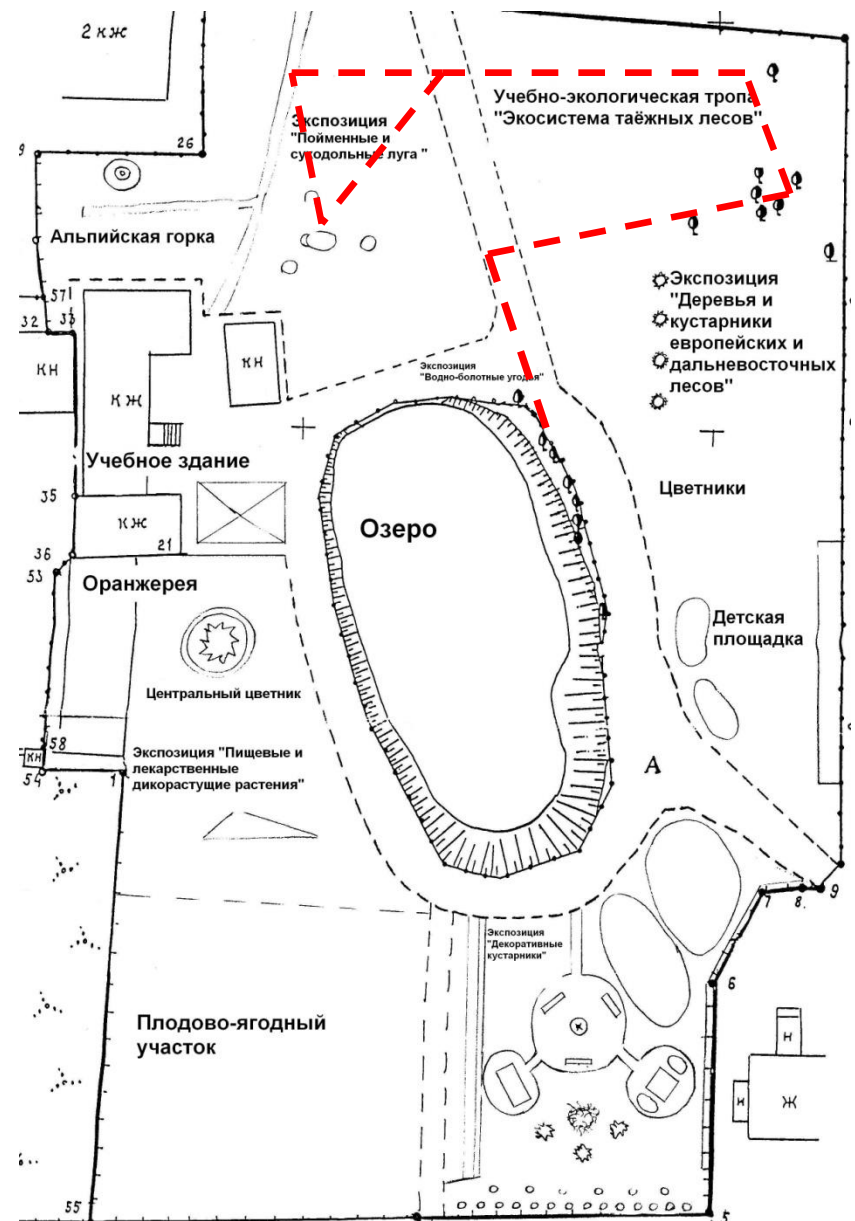 2 КЖ
Учебно-экологическая тропа
"Экосистема таёжных лесов"
Экспозиция
"Пойменные и
суходольные луга "
9
26
Альпийская горка
Экспозиция
"Деревья и
кустарники
европейских и
дальневосточных
лесов"
57
32
33
КН
КН
КЖ
Экспозиция
"Водно-болотные угодья"
Учебное здание
Цветники
35
КЖ
21
Озеро
36
53
Оранжерея
Детская
площадка
Центральный цветник
58
КН
54
1
Экспозиция "Пищевые и
лекарственные
дикорастущие растения"
А
7
8.
9
Экспозиция
"Декоративные
кустарники"
6
Плодово-ягодный
участок
Н
Н
Ж
55
5